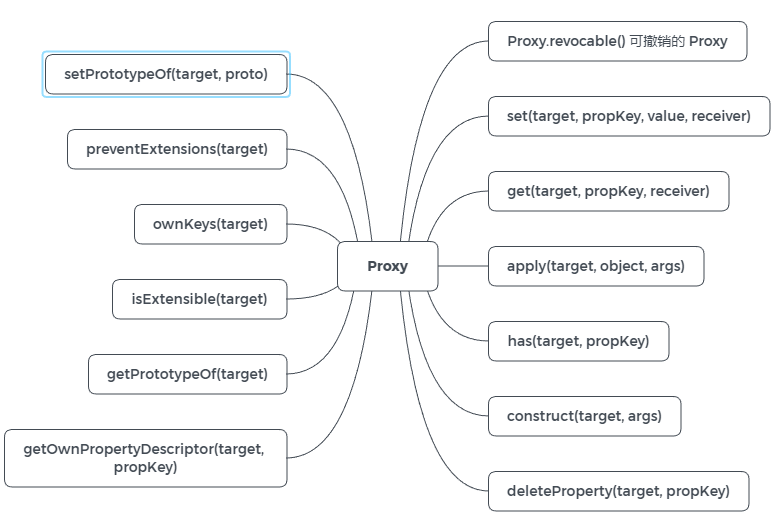 Proxy
Proxy.revocable() 可撤销的 Proxy
set(target, propKey, value, receiver)
get(target, propKey, receiver)
apply(target, object, args)
has(target, propKey)
construct(target, args)
deleteProperty(target, propKey)
setPrototypeOf(target, proto)
preventExtensions(target)
ownKeys(target)
isExtensible(target)
getPrototypeOf(target)
getOwnPropertyDescriptor(target,
propKey)